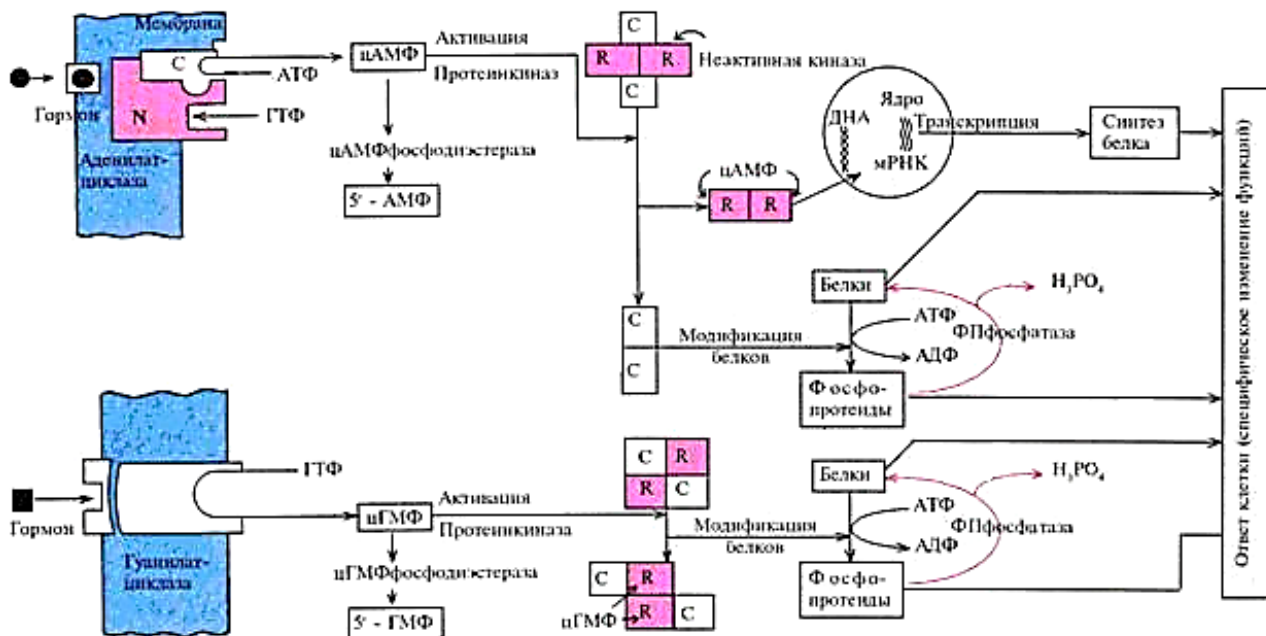 Мембрана
С
АТФ
Гормон
N
ГТФ
Аденилат-
циклаза
цАМФ
Активация
Протеинкиназ
цАМФфосфодиэстераза
5' - АМФ
С
R R
С
Неактивная киназа
Ядро
ДНА
мРНК
Транскрипция
Синтез
белка
цАМФ
R R
С
С
Модификация
белков
Белки
АТФ
АДФ
ФПфосфатаза
H₃PO₄
Фосфо-
протеиды
Ответ клетки (специфическое изменение функций)
Гормон
Гуанилат-
циклаза
ГТФ
цГМФ
Активация
Протеинкиназа
цГМФфосфодиэстераза
5' - ГМФ
С R
R С
С R
R С
цГМФ
Модификация
белков
Белки
АТФ
АДФ
ФПфосфатаза
H₃PO₄
Фосфо-
протеиды